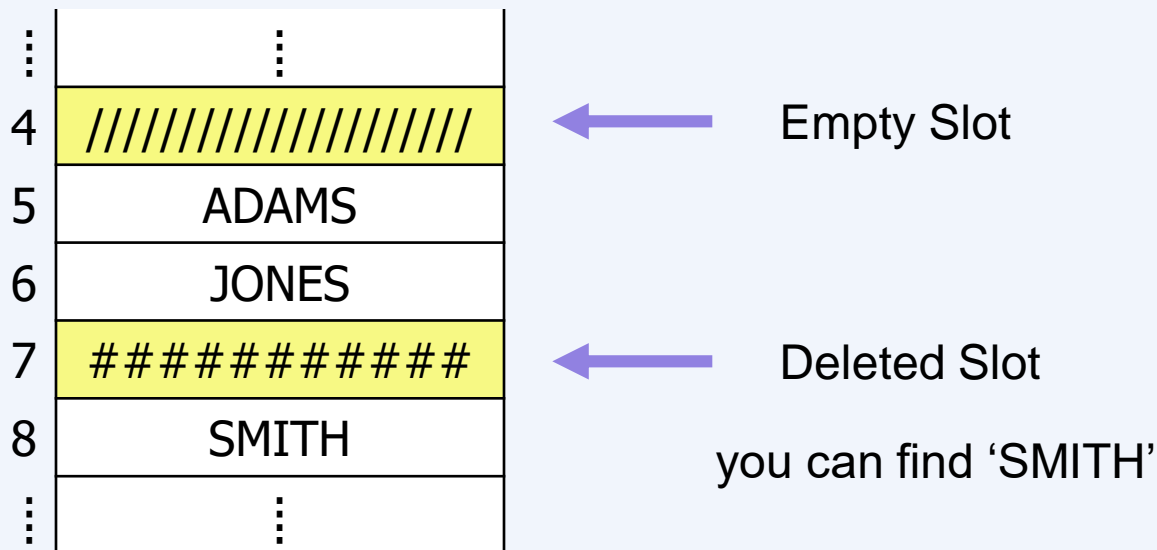 4 //////////////////// Empty Slot
5 ADAMS
6 JONES
7 ########### Deleted Slot
8 SMITH
you can find ‘SMITH’